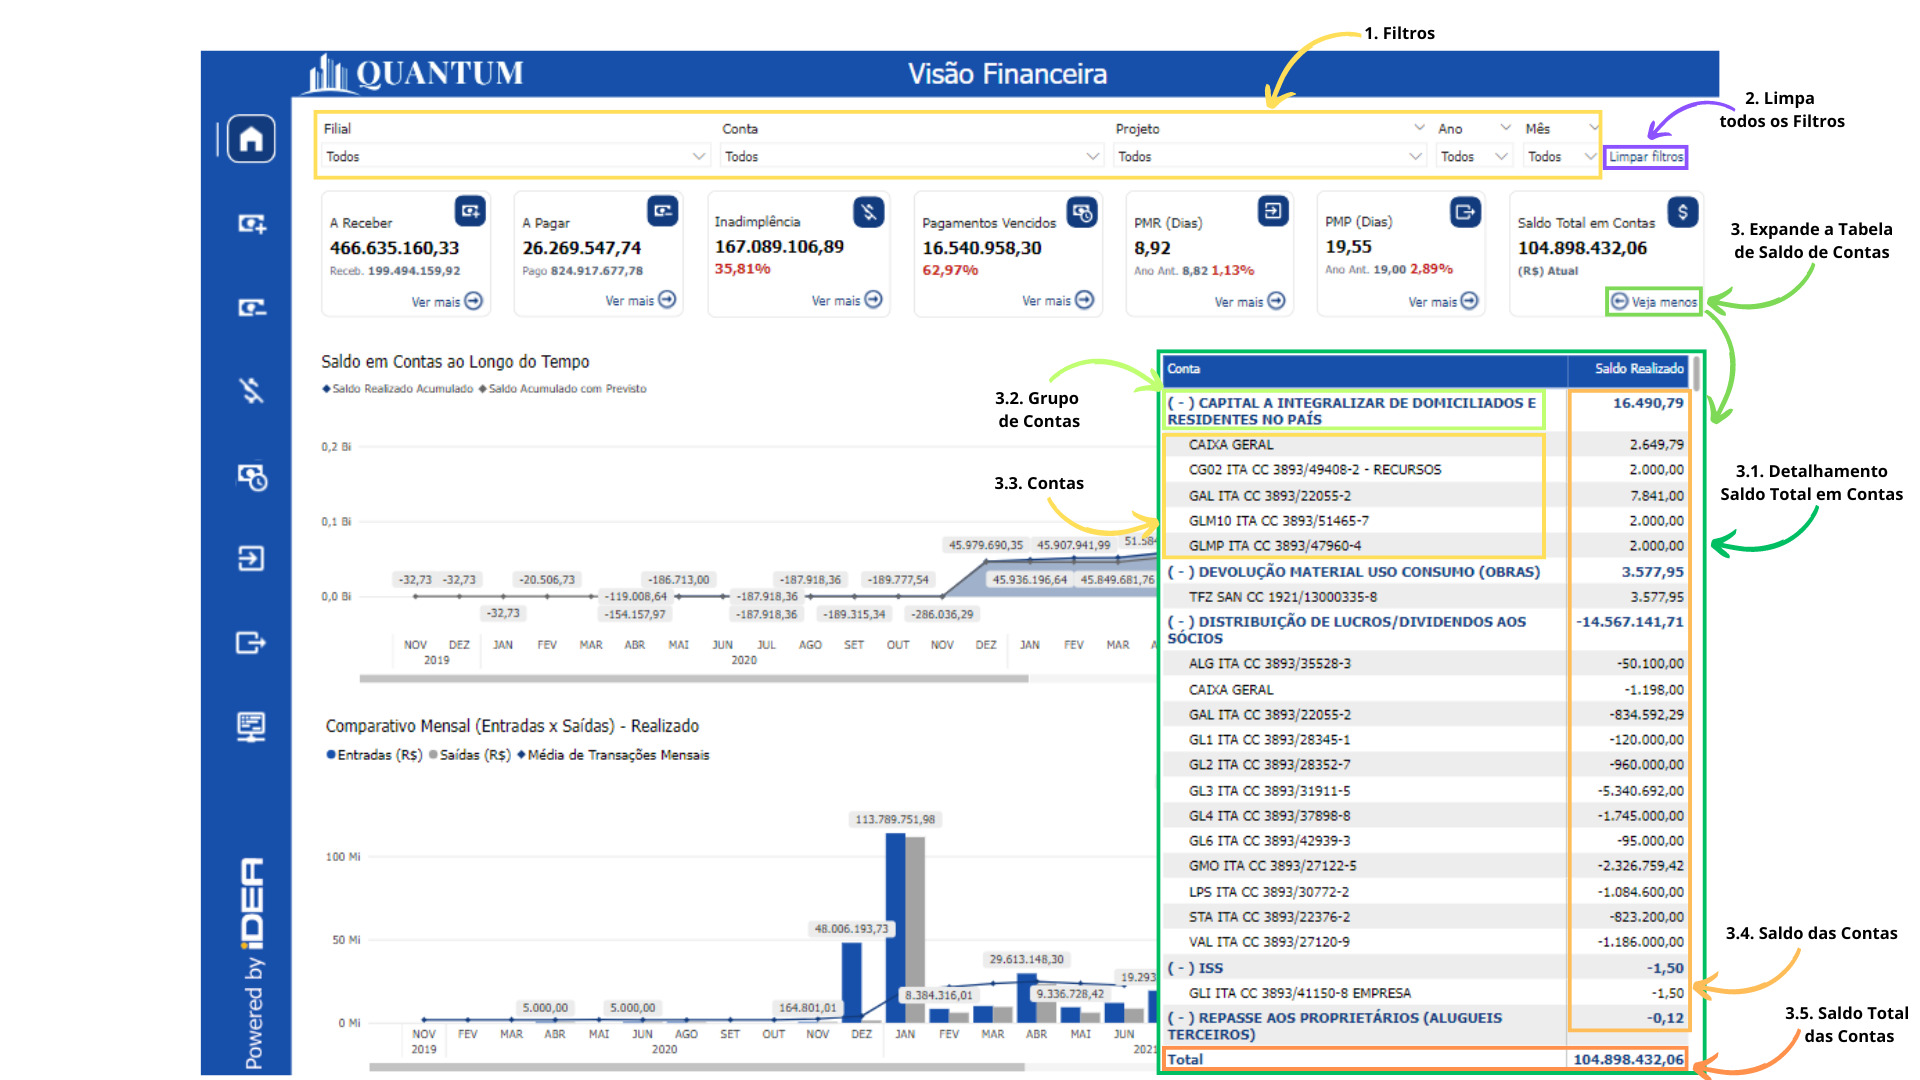 1. Filtros
QUANTUM
Visão Financeira
2. Limpa
todos os Filtros
Filial
Conta
Projeto
Ano
Mês
Todos
Todos
Todos
Todos
Todos
Limpar filtros
A Receber
466.635.160,33
Receb. 199.494.159,92
Ver mais
A Pagar
26.269.547,74
Pago 824.917.677,78
Ver mais
Inadimplência
167.089.106,89
35,81%
Ver mais
Pagamentos Vencidos
16.540.958,30
62,97%
Ver mais
PMR (Dias)
8,92
Ano Ant. 8,82 1,13%
Ver mais
PMP (Dias)
19,55
Ano Ant. 19,00 2,89%
Ver mais
Saldo Total em Contas
104.898.432,06
(R$) Atual
Veja menos
3. Expande a Tabela
de Saldo de Contas
Saldo em Contas ao Longo do Tempo
Saldo Realizado Acumulado Saldo Acumulado com Previsto
0,2 Bi
0,1 Bi
0,0 Bi
45.979.690,35 45.907.941,99 51.584
-32,73 -32,73 -20.506,73 -186.713,00 -187.918,36 -189.777,54 45.936.196,64 45.849.681,76
-119.008,64 -187.918,36
-32,73 -154.157,97 -187.918,36 -189.315,34 -286.036,29
NOV DEZ JAN FEV MAR ABR MAI JUN JUL AGO SET OUT NOV DEZ JAN FEV MAR A
2019 2020
3.2. Grupo
de Contas
3.3. Contas
Conta Saldo Realizado
( - ) CAPITAL A INTEGRALIZAR DE DOMICILIADOS E
RESIDENTES NO PAÍS 16.490,79
CAIXA GERAL 2.649,79
CG02 ITA CC 3893/49408-2 - RECURSOS 2.000,00
GAL ITA CC 3893/22055-2 7.841,00
GLM10 ITA CC 3893/51465-7 2.000,00
GLMP ITA CC 3893/47960-4 2.000,00
( - ) DEVOLUÇÃO MATERIAL USO CONSUMO (OBRAS) 3.577,95
TFZ SAN CC 1921/13000335-8 3.577,95
( - ) DISTRIBUIÇÃO DE LUCROS/DIVIDENDOS AOS
SÓCIOS -14.567.141,71
ALG ITA CC 3893/35528-3 -50.100,00
CAIXA GERAL -1.198,00
GAL ITA CC 3893/22055-2 -834.592,29
GL1 ITA CC 3893/28345-1 -120.000,00
GL2 ITA CC 3893/28352-7 -960.000,00
GL3 ITA CC 3893/31911-5 -5.340.692,00
GL4 ITA CC 3893/37898-8 -1.745.000,00
GL6 ITA CC 3893/42939-3 -95.000,00
GMO ITA CC 3893/27122-5 -2.326.759,42
LPS ITA CC 3893/30772-2 -1.084.600,00
STA ITA CC 3893/22376-2 -823.200,00
VAL ITA CC 3893/27120-9 -1.186.000,00
( - ) ISS -1,50
GLI ITA CC 3893/41150-8 EMPRESA -1,50
( - ) REPASSE AOS PROPRIETÁRIOS (ALUGUEIS
TERCEIROS) -0,12
Total 104.898.432,06
3.1. Detalhamento
Saldo Total em Contas
3.4. Saldo das Contas
3.5. Saldo Total
das Contas
Comparativo Mensal (Entradas x Saídas) - Realizado
Entradas (R$) Saídas (R$) Média de Transações Mensais
100 Mi
50 Mi
0 Mi
113.789.751,98
48.006.193,73
29.613.148,30
19.293
8.384.316,01 9.336.728,42
5.000,00 5.000,00 164.801,01
NOV FEV MAR ABR MAI JUN AGO SET OUT NOV DEZ JAN FEV MAR ABR MAI JUN
2019 2020 2021
Powered by iDEA